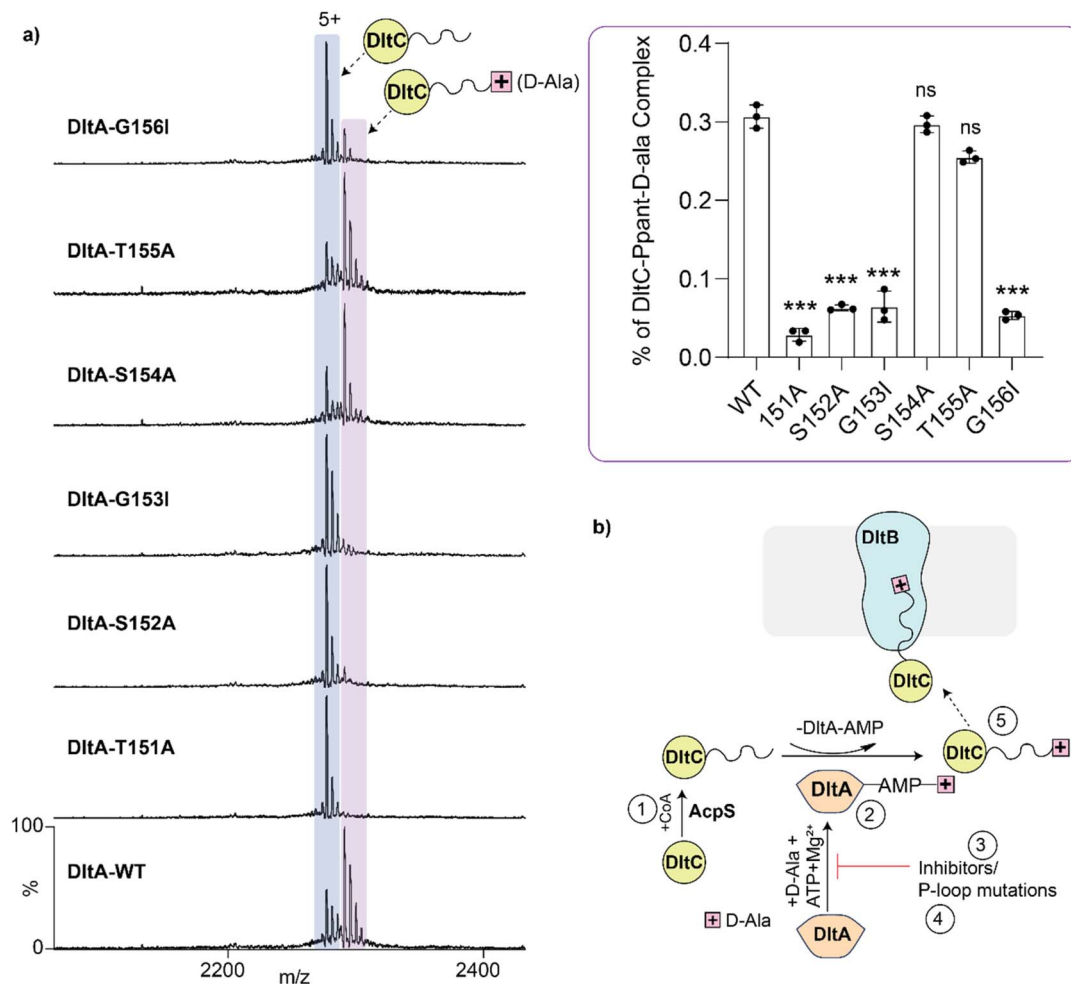 a)
5+
DltC
DltC
+ (D-Ala)
DltA-G156I
DltA-T155A
DltA-S154A
DltA-G153I
DltA-S152A
DltA-T151A
DltA-WT
100
%
0
2200
2400
m/z
% of DltC-Ppant-D-ala Complex
0.4
0.3
0.2
0.1
0.0
ns
ns
***
***
***
***
WT
151A
S152A
G153I
S154A
T155A
G156I
b)
DltB
+
DltC
5
-DltA-AMP
DltC
DltC
+
DltA
AMP
+
2
1
+CoA
AcpS
DltC
+D-Ala +
ATP+Mg²⁺
3
Inhibitors/
P-loop mutations
4
+ D-Ala
DltA